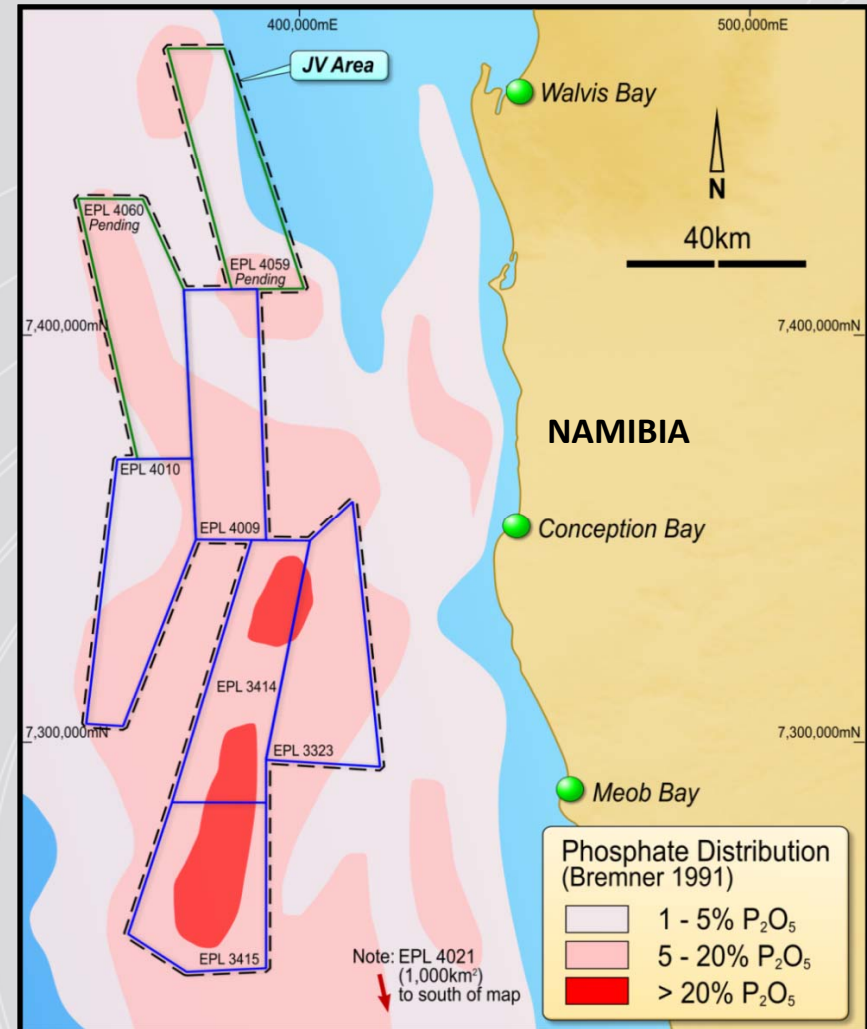 400,000mE
500,000mE
JV Area
Walvis Bay
N
40km
EPL 4060
Pending
EPL 4059
Pending
7,400,000mN
7,400,000mN
NAMIBIA
EPL 4010
EPL 4009
Conception Bay
EPL 3414
7,300,000mN
7,300,000mN
EPL 3323
Meob Bay
Phosphate Distribution
(Bremner 1991)
1 - 5% P₂O₅
5 - 20% P₂O₅
> 20% P₂O₅
EPL 3415
Note: EPL 4021
(1,000km²)
to south of map